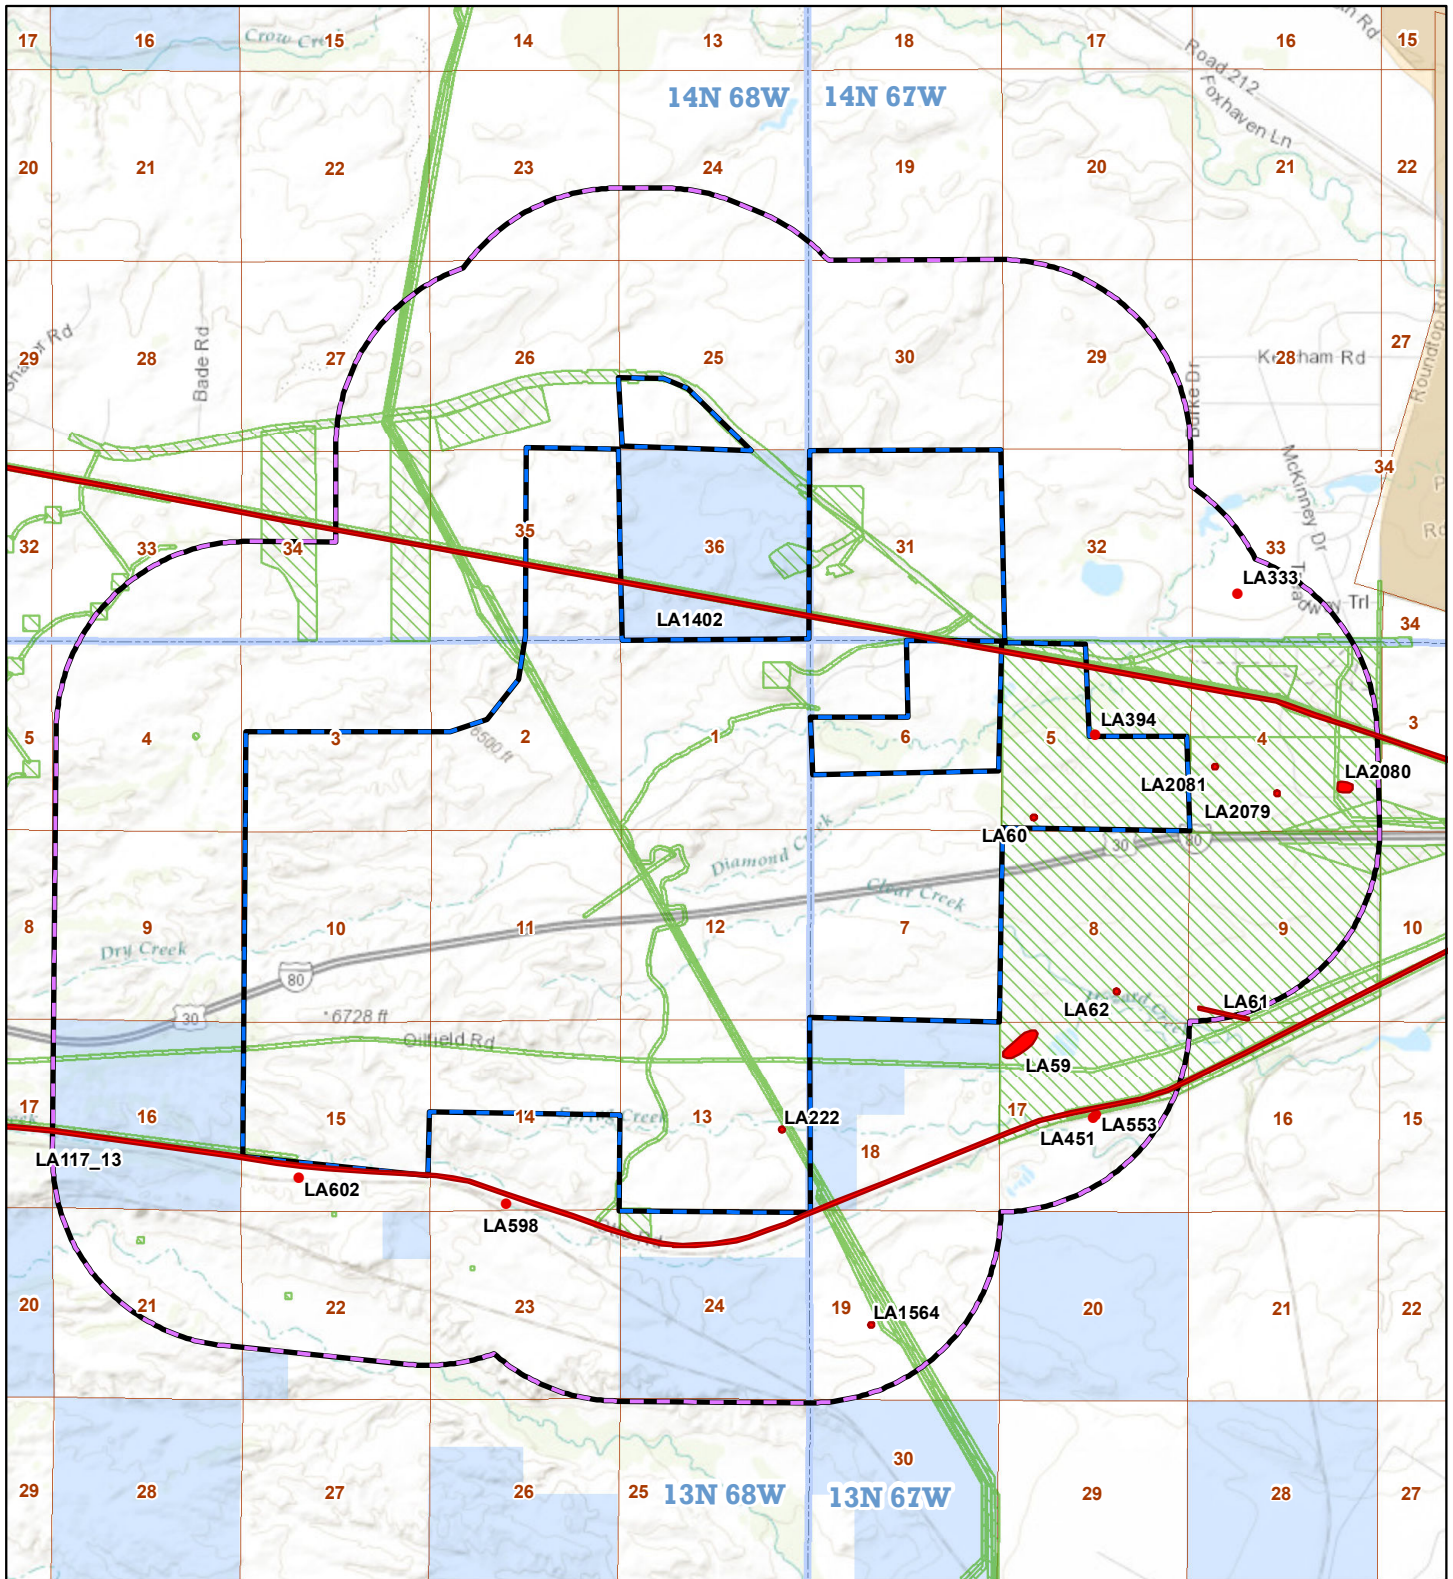 17 16 Crow Creek 15 14 13 18 17 16 15
Road 212
Foxhaven Ln
14N 68W 14N 67W
20 21 22 23 24 19 20 21 22
29 28 27 26 25 30 29 28 27
Bade Rd
Burke Dr
Ketcham Rd
Roundtop Rd
34
McKinney Dr
32 33 34 35 36 31 32 33
LA333
Trl
LA1402
34
5 4 3 2 1 6 5 4 3
6500 ft
LA394
LA2081
LA2080
LA2079
LA60
30 80
Diamond Creek
Clear Creek
8 9 10 11 12 7 8 9 10
Dry Creek
80
30
6728 ft
Oilfield Rd
LA62
LA61
LA59
17 16 15 14 13 18 17 16 15
LA222
LA553
LA451
LA117_13
LA602
LA598
Otto Rd
20 21 22 23 24 19 20 21 22
LA1564
30
29 28 27 26 25 29 28 27
13N 68W 13N 67W